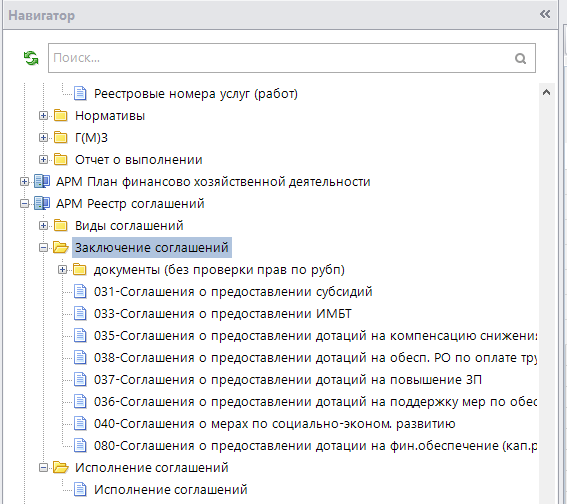 Навигатор
Поиск...
Реестровые номера услуг (работ)
Нормативы
Г(М)З
Отчет о выполнении
АРМ План финансово хозяйственной деятельности
АРМ Реестр соглашений
Виды соглашений
Заключение соглашений
документы (без проверки прав по рубп)
031-Соглашения о предоставлении субсидий
033-Соглашения о предоставлении ИМБТ
035-Соглашения о предоставлении дотаций на компенсацию снижения
038-Соглашения о предоставлении дотаций на обесп. РО по оплате тру
037-Соглашения о предоставлении дотаций на повышение ЗП
036-Соглашения о предоставлении дотаций на поддержку мер по обес
040-Соглашения о мерах по социально-эконом. развитию
080-Соглашения о предоставлении дотации на фин.обеспечение (кап.р
Исполнение соглашений
Исполнение соглашений